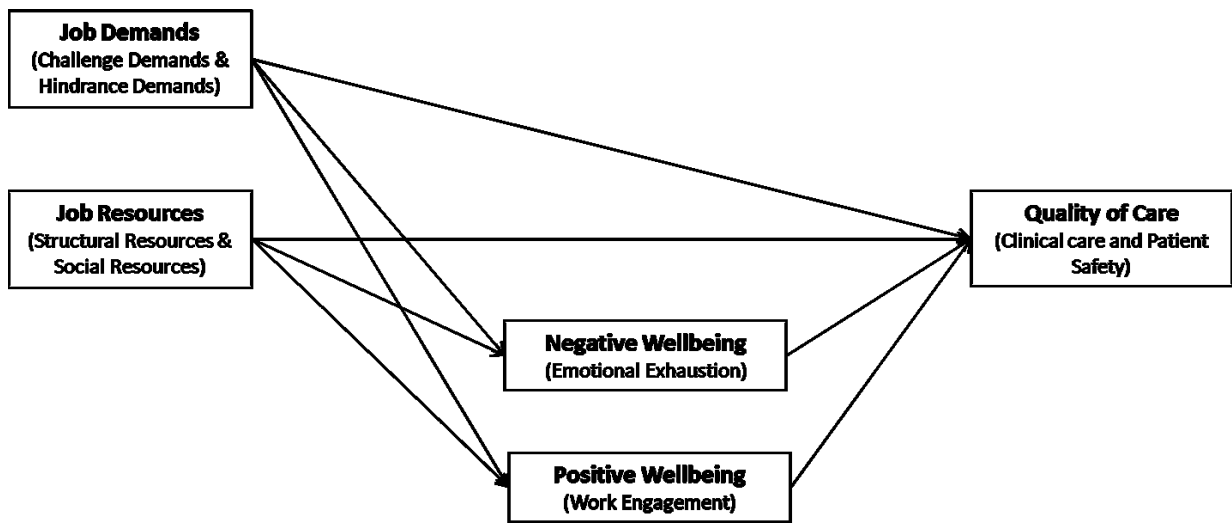 Job Demands
(Challenge Demands &
Hindrance Demands)
Job Resources
(Structural Resources &
Social Resources)
Quality of Care
(Clinical care and Patient
Safety)
Negative Wellbeing
(Emotional Exhaustion)
Positive Wellbeing
(Work Engagement)